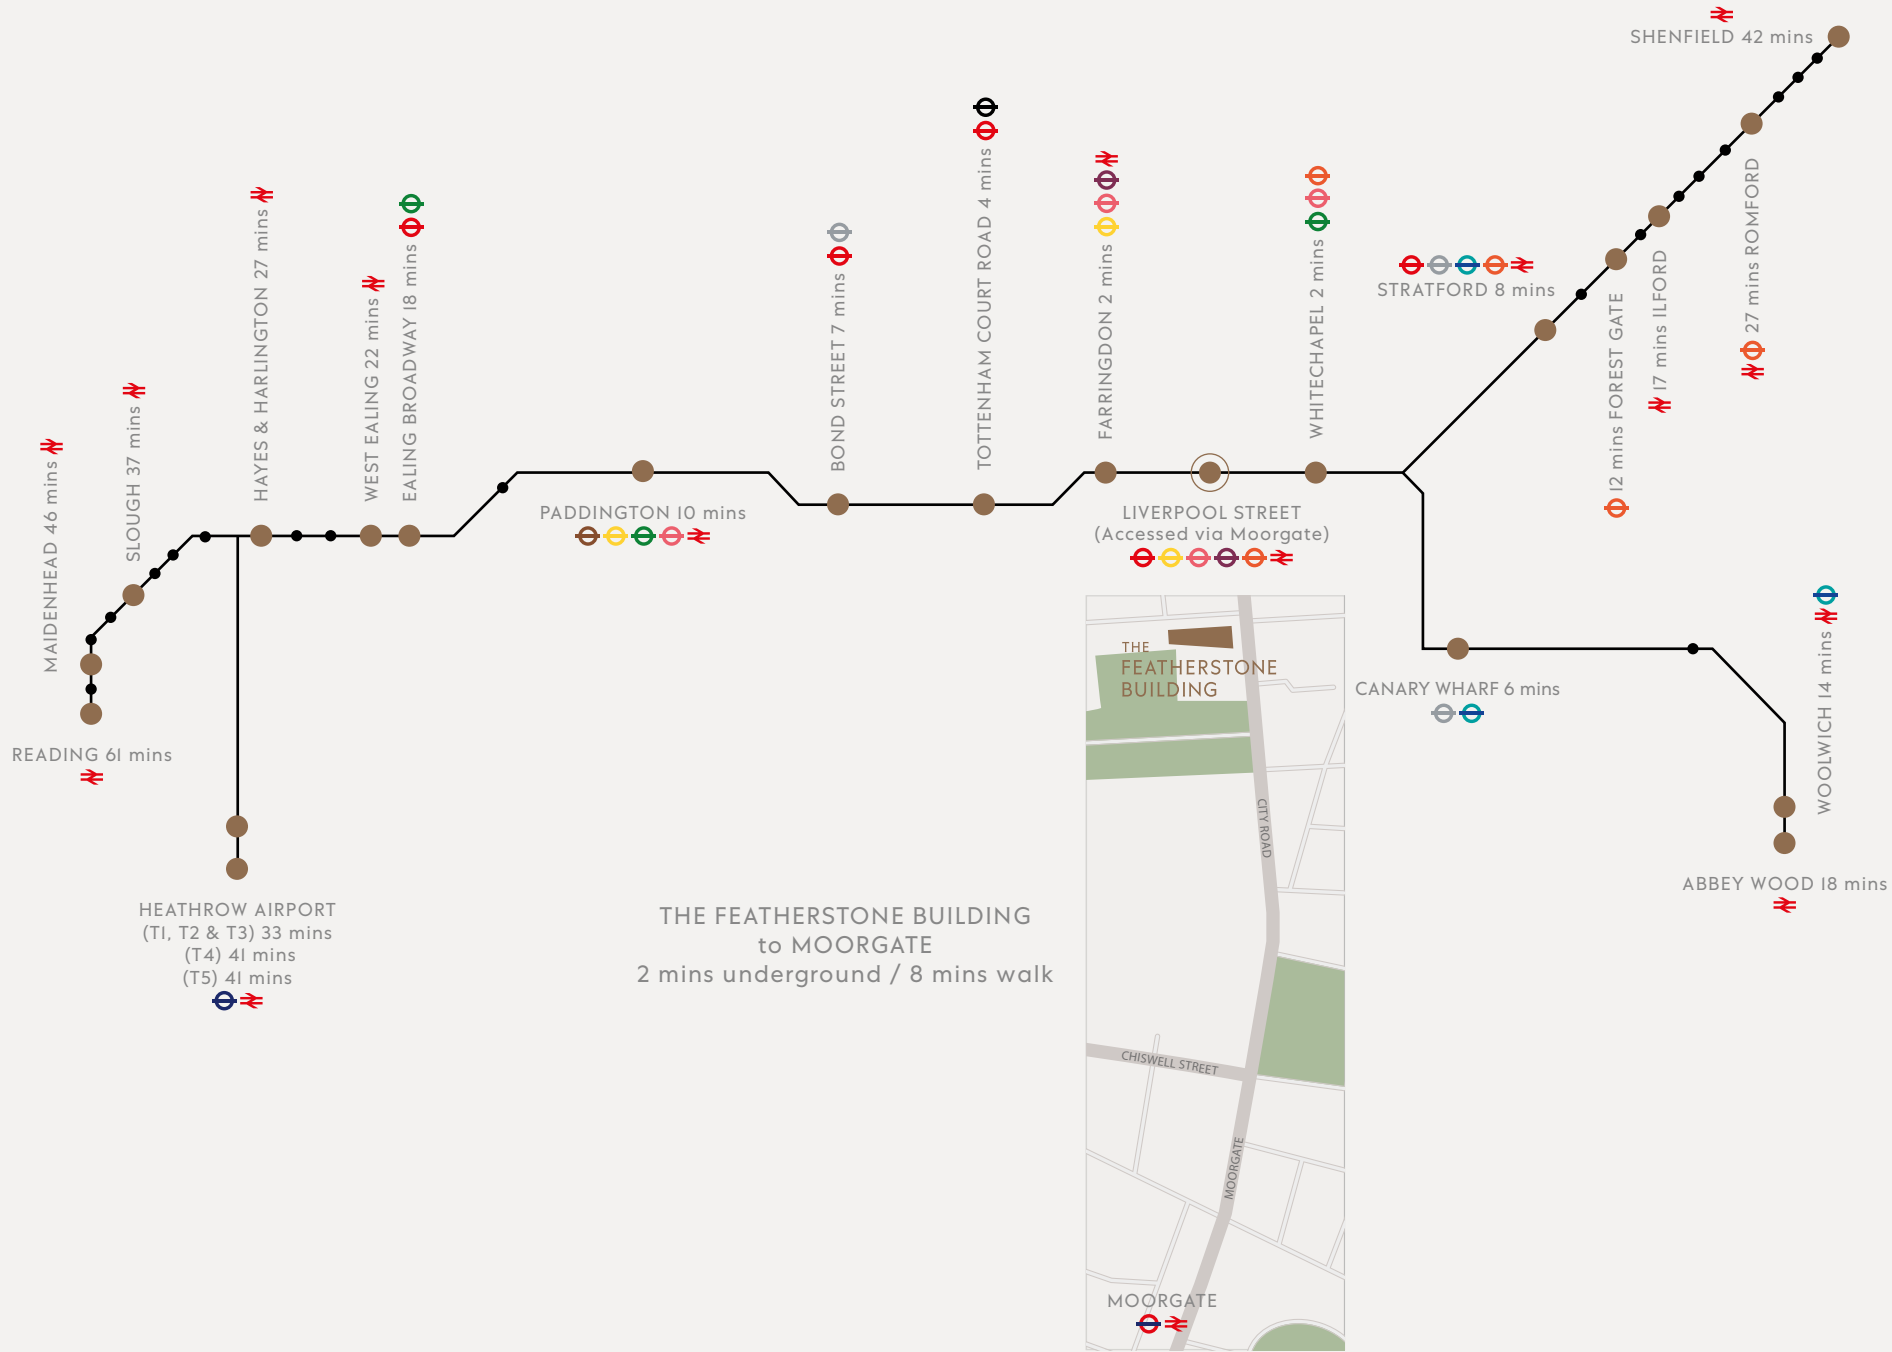 SHENFIELD 42 mins
HAYES & HARLINGTON 27 mins
WEST EALING 22 mins
EALING BROADWAY 18 mins
BOND STREET 7 mins
TOTTENHAM COURT ROAD 4 mins
FARRINGDON 2 mins
WHITECHAPEL 2 mins
STRATFORD 8 mins
12 mins FOREST GATE
17 mins ILFORD
27 mins ROMFORD
MAIDENHEAD 46 mins
SLOUGH 37 mins
PADDINGTON 10 mins
LIVERPOOL STREET
(Accessed via Moorgate)
READING 61 mins
CANARY WHARF 6 mins
WOOLWICH 14 mins
ABBEY WOOD 18 mins
HEATHROW AIRPORT
(T1, T2 & T3) 33 mins
(T4) 41 mins
(T5) 41 mins
THE FEATHERSTONE BUILDING
to MOORGATE
2 mins underground / 8 mins walk
THE
FEATHERSTONE
BUILDING
CITY ROAD
CHISWELL STREET
MOORGATE
MOORGATE